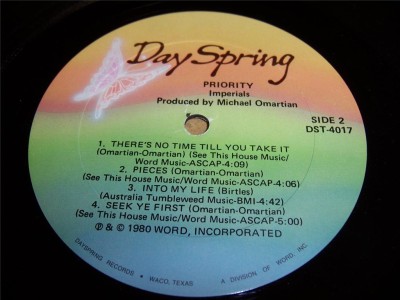 DaySpring
PRIORITY
Imperials
Produced by Michael Omartian
SIDE 2
DST-4017
1. THERE'S NO TIME TILL YOU TAKE IT
(Omartian-Omartian) (See This House Music/
Word Music-ASCAP-4:09)
2. PIECES (Omartian-Omartian)
(See This House Music/Word Music-ASCAP-4:06)
3. INTO MY LIFE (Birtles)
(Australia Tumbleweed Music-BMI-4:42)
4. SEEK YE FIRST (Omartian-Omartian)
(See This House Music/Word Music-ASCAP-5:00)
℗ & © 1980 WORD, INCORPORATED
DAYSPRING RECORDS • WACO, TEXAS • A DIVISION OF WORD, INC.